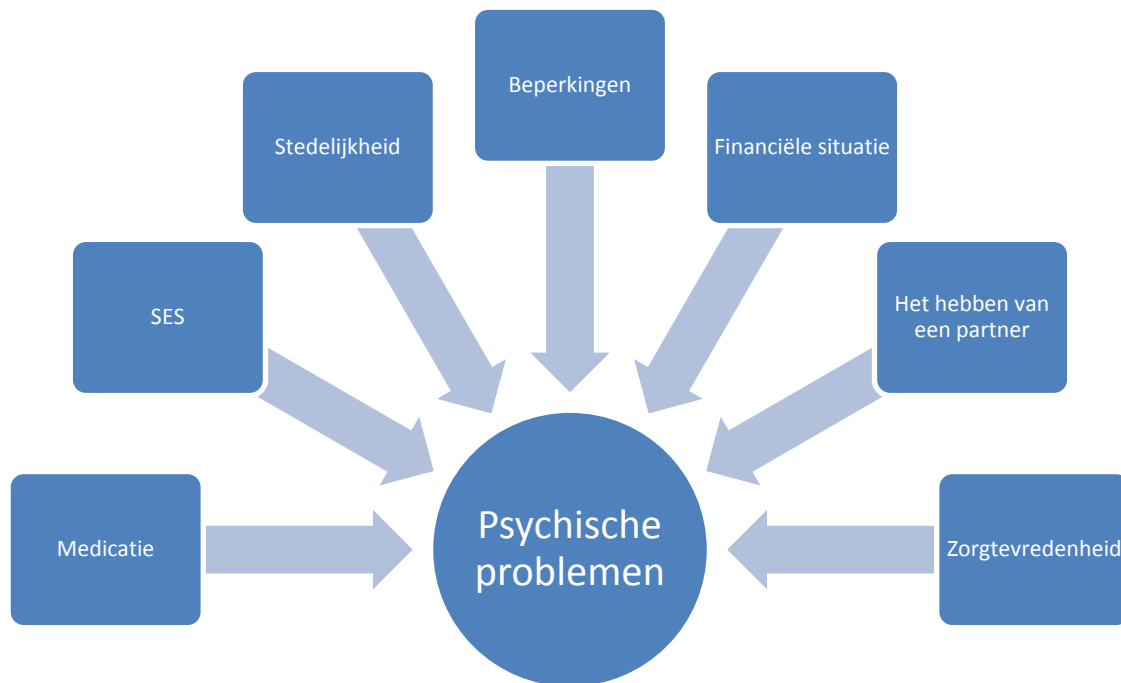 Beperkingen
Stedelijkheid
Financiële situatie
SES
Het hebben van
een partner
Psychische
problemen
Medicatie
Zorgtevredenheid